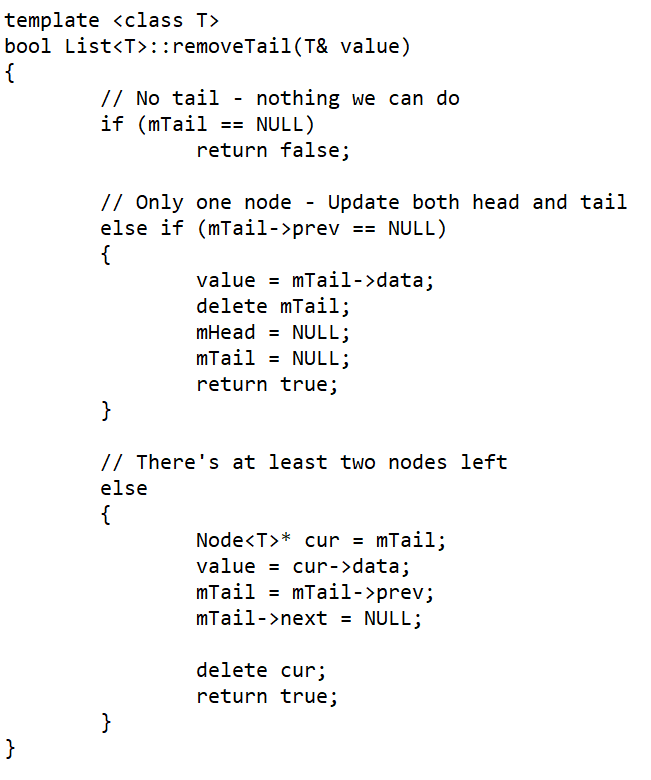 template <class T>
bool List<T>::removeTail(T& value)
{
        // No tail - nothing we can do
        if (mTail == NULL)
                return false;

        // Only one node - Update both head and tail
        else if (mTail->prev == NULL)
        {
                value = mTail->data;
                delete mTail;
                mHead = NULL;
                mTail = NULL;
                return true;
        }

        // There's at least two nodes left
        else
        {
                Node<T>* cur = mTail;
                value = cur->data;
                mTail = mTail->prev;
                mTail->next = NULL;

                delete cur;
                return true;
        }
}